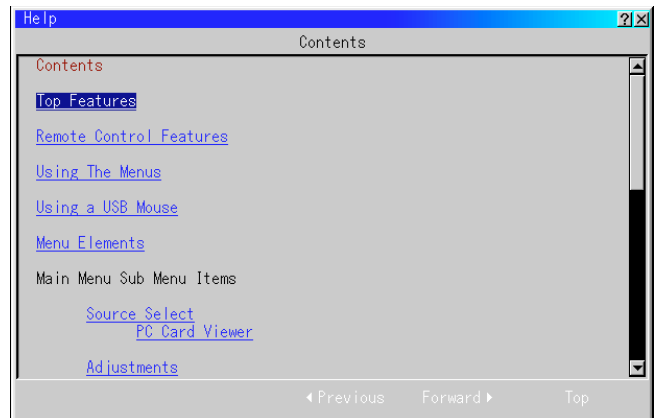 Help
Contents
Contents
Top Features
Remote Control Features
Using The Menus
Using a USB Mouse
Menu Elements
Main Menu Sub Menu Items
Source Select
PC Card Viewer
Adjustments
Previous Forward Top